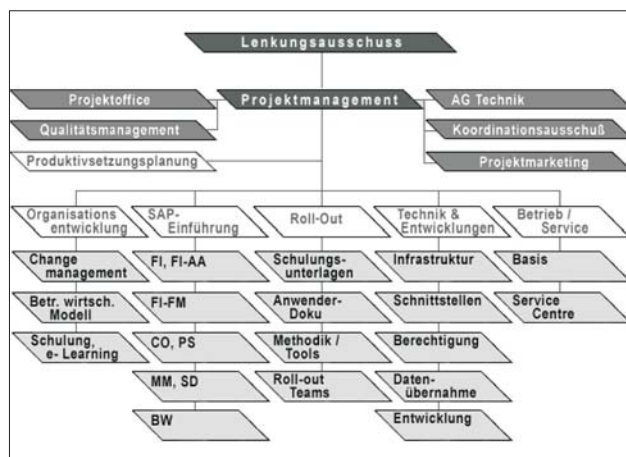 Lenkungsausschuss
Projektoffice
Projektmanagement
AG Technik
Qualitätsmanagement
Koordinationsausschuß
Produktivsetzungsplanung
Projektmarketing
Organisations
entwicklung
SAP-
Einführung
Roll-Out
Technik &
Entwicklungen
Betrieb /
Service
Change
management
Betr. wirtsch.
Modell
Schulung,
e- Learning
FI, FI-AA
FI-FM
CO, PS
MM, SD
BW
Schulungs-
unterlagen
Anwender-
Doku
Methodik /
Tools
Roll-out
Teams
Infrastruktur
Schnittstellen
Berechtigung
Daten-
übernahme
Entwicklung
Basis
Service
Centre